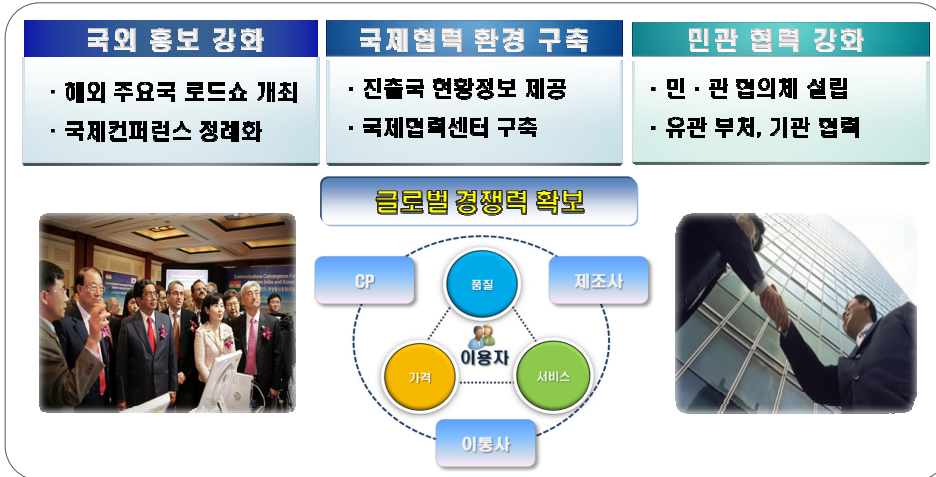 국외 홍보 강화
· 해외 주요국 로드쇼 개최
· 국제컨퍼런스 정례화
국제협력 환경 구축
· 진출국 현황정보 제공
· 국제협력센터 구축
민관 협력 강화
· 민 · 관 협의체 설립
· 유관 부처, 기관 협력
글로벌 경쟁력 확보
CP
품질
제조사
이용자
가격
서비스
이통사
Communications Convergence
India and Korea